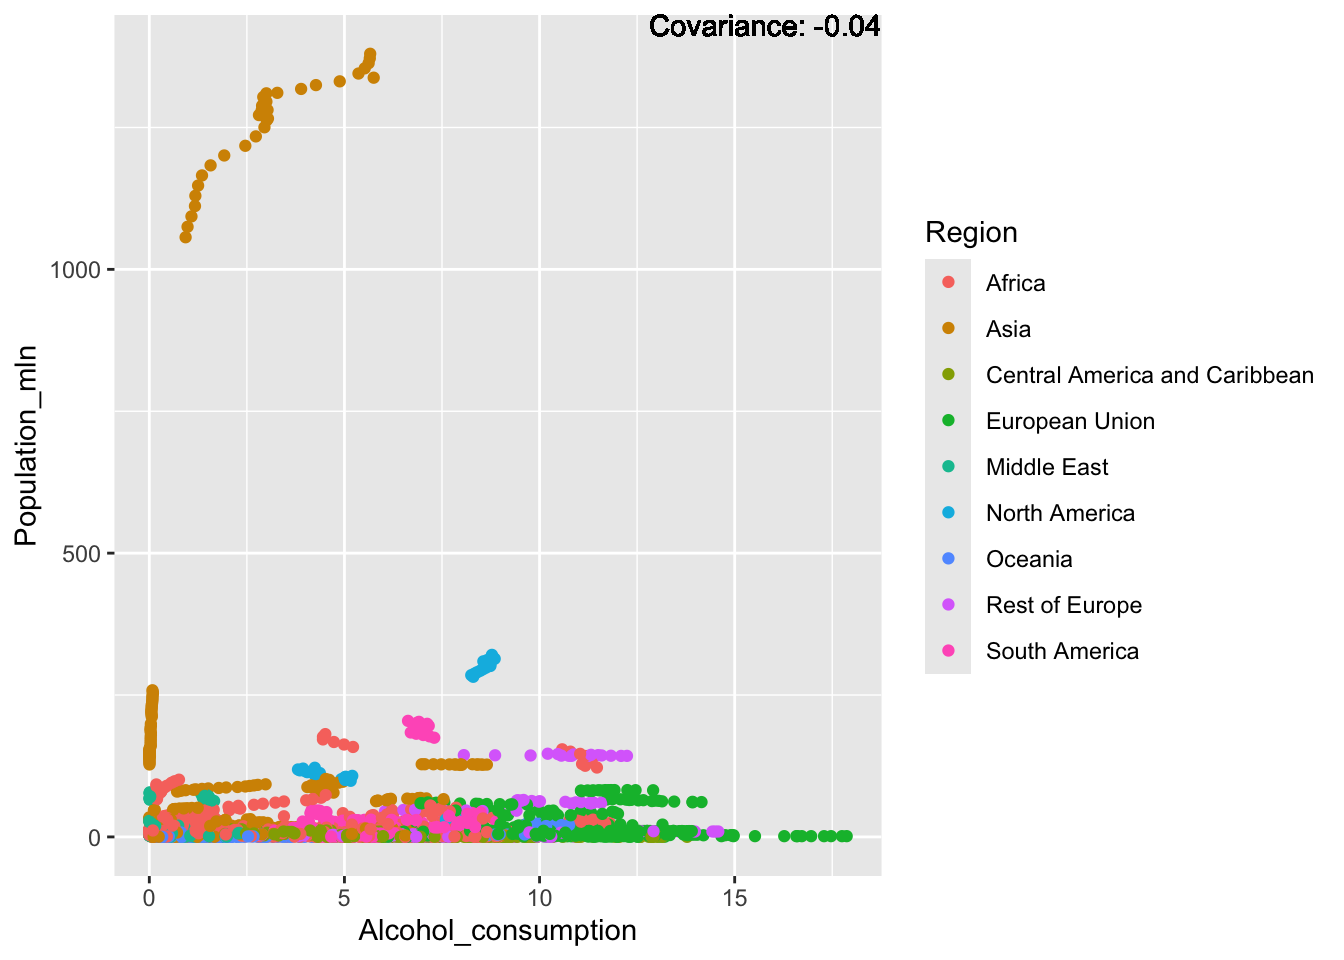 Covariance: -0.04
1000
500
0
Population_mln
0
5
10
15
Alcohol_consumption
Region
Africa
Asia
Central America and Caribbean
European Union
Middle East
North America
Oceania
Rest of Europe
South America